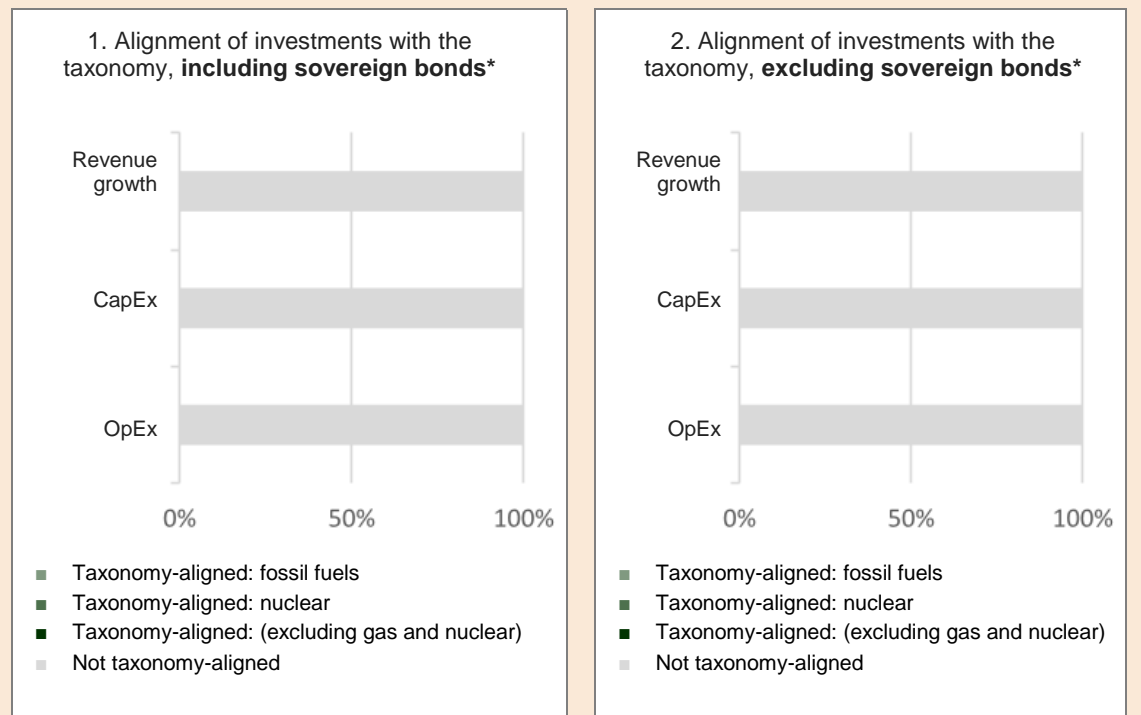 1. Alignment of investments with the
taxonomy, including sovereign bonds*
Revenue
growth
CapEx
OpEx
0% 50% 100%
Taxonomy-aligned: fossil fuels
Taxonomy-aligned: nuclear
Taxonomy-aligned: (excluding gas and nuclear)
Not taxonomy-aligned
2. Alignment of investments with the
taxonomy, excluding sovereign bonds*
Revenue
growth
CapEx
OpEx
0% 50% 100%
Taxonomy-aligned: fossil fuels
Taxonomy-aligned: nuclear
Taxonomy-aligned: (excluding gas and nuclear)
Not taxonomy-aligned